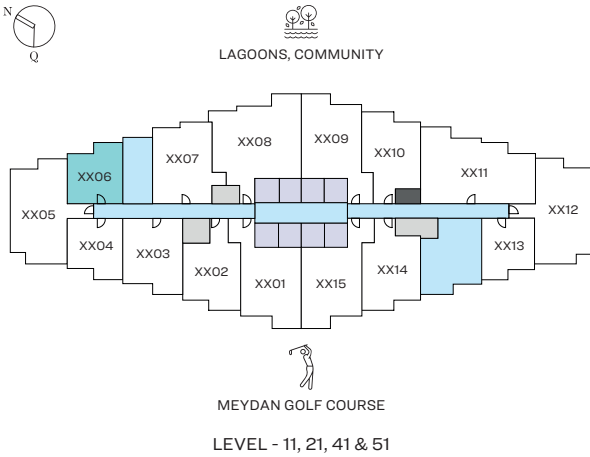 N
Q
LAGOONS, COMMUNITY
XX09
XX08
XX10
XX07
XX11
XX06
XX05
XX12
XX04
XX03
XX13
XX02
XX14
XX01
XX15
MEYDAN GOLF COURSE
LEVEL - 11, 21, 41 & 51